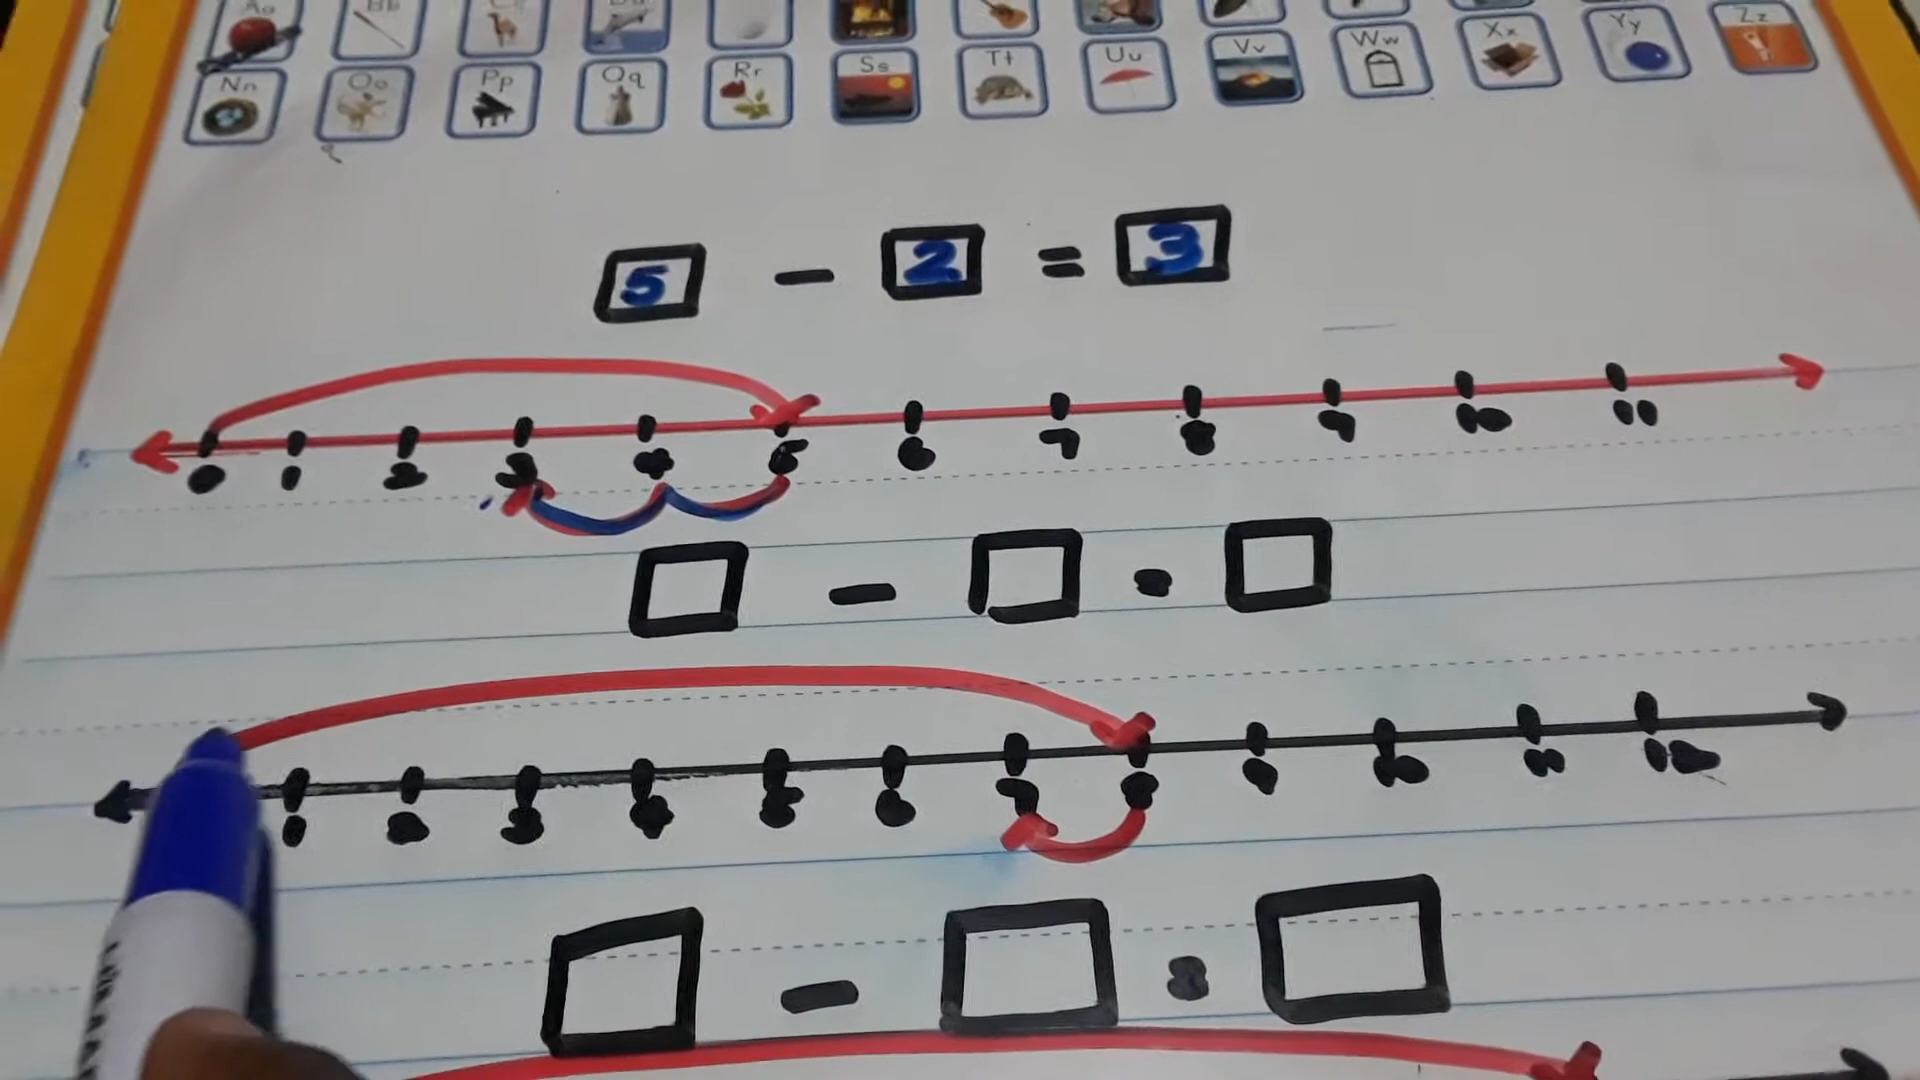 Aa Bb
Nn Oo Pp Qq Rr Ss Tt Uu Vv Ww Xx Yy Zz
5 - 2 = 3
0 1 2 3 4 5 6 7 8 9 10 11
- =
1 2 3 4 5 6 7 8 9 10 11 12
- =